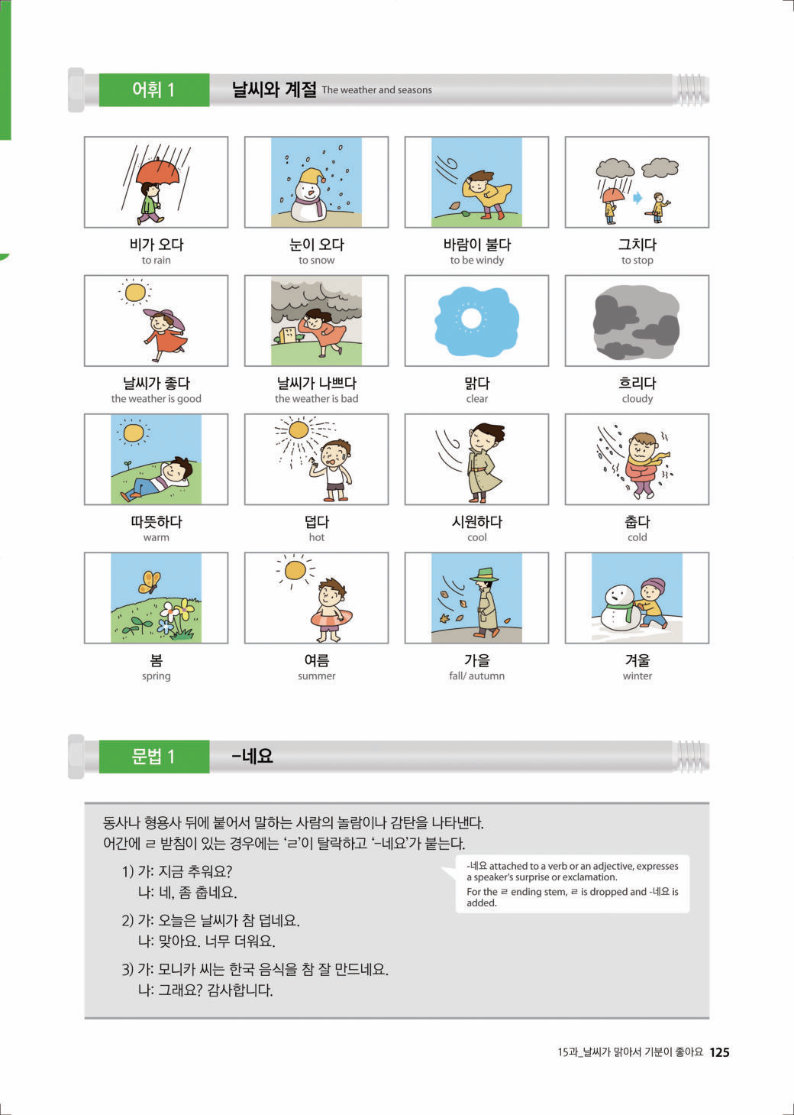 어휘 1
날씨와 계절 The weather and seasons
비가 오다
to rain
눈이 오다
to snow
바람이 불다
to be windy
그치다
to stop
날씨가 좋다
the weather is good
날씨가 나쁘다
the weather is bad
맑다
clear
흐리다
cloudy
따뜻하다
warm
덥다
hot
시원하다
cool
춥다
cold
봄
spring
여름
summer
가을
fall/ autumn
겨울
winter
문법 1
–네요
동사나 형용사 뒤에 붙어서 말하는 사람의 놀람이나 감탄을 나타낸다.
어간에 ㄹ 받침이 있는 경우에는 ‘ㄹ’이 탈락하고 ‘–네요’가 붙는다.
1) 가: 지금 추워요?
나: 네, 좀 춥네요.
2) 가: 오늘은 날씨가 참 덥네요.
나: 맞아요. 너무 더워요.
3) 가: 모니카 씨는 한국 음식을 참 잘 만드네요.
나: 그래요? 감사합니다.
-네요 attached to a verb or an adjective, expresses
a speaker's surprise or exclamation.
For the ㄹ ending stem, ㄹ is dropped and -네요 is
added.
15과_날씨가 맑아서 기분이 좋아요 125